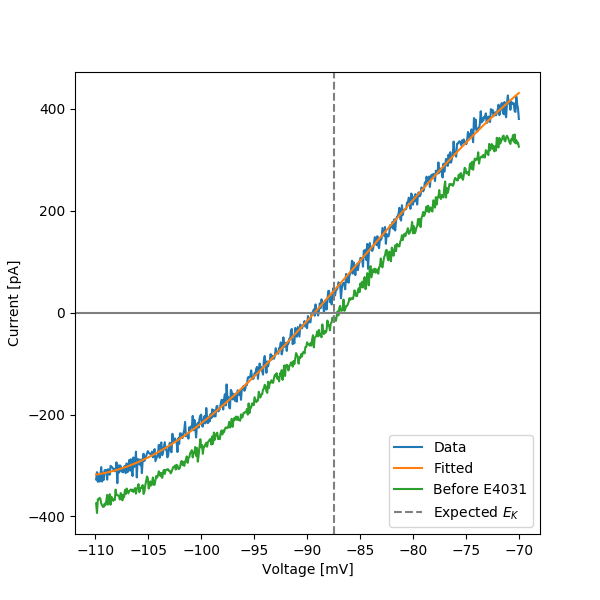 400
200
0
−200
−400
Current [pA]
−110 −105 −100 −95 −90 −85 −80 −75 −70
Voltage [mV]
Data
Fitted
Before E4031
Expected E_K